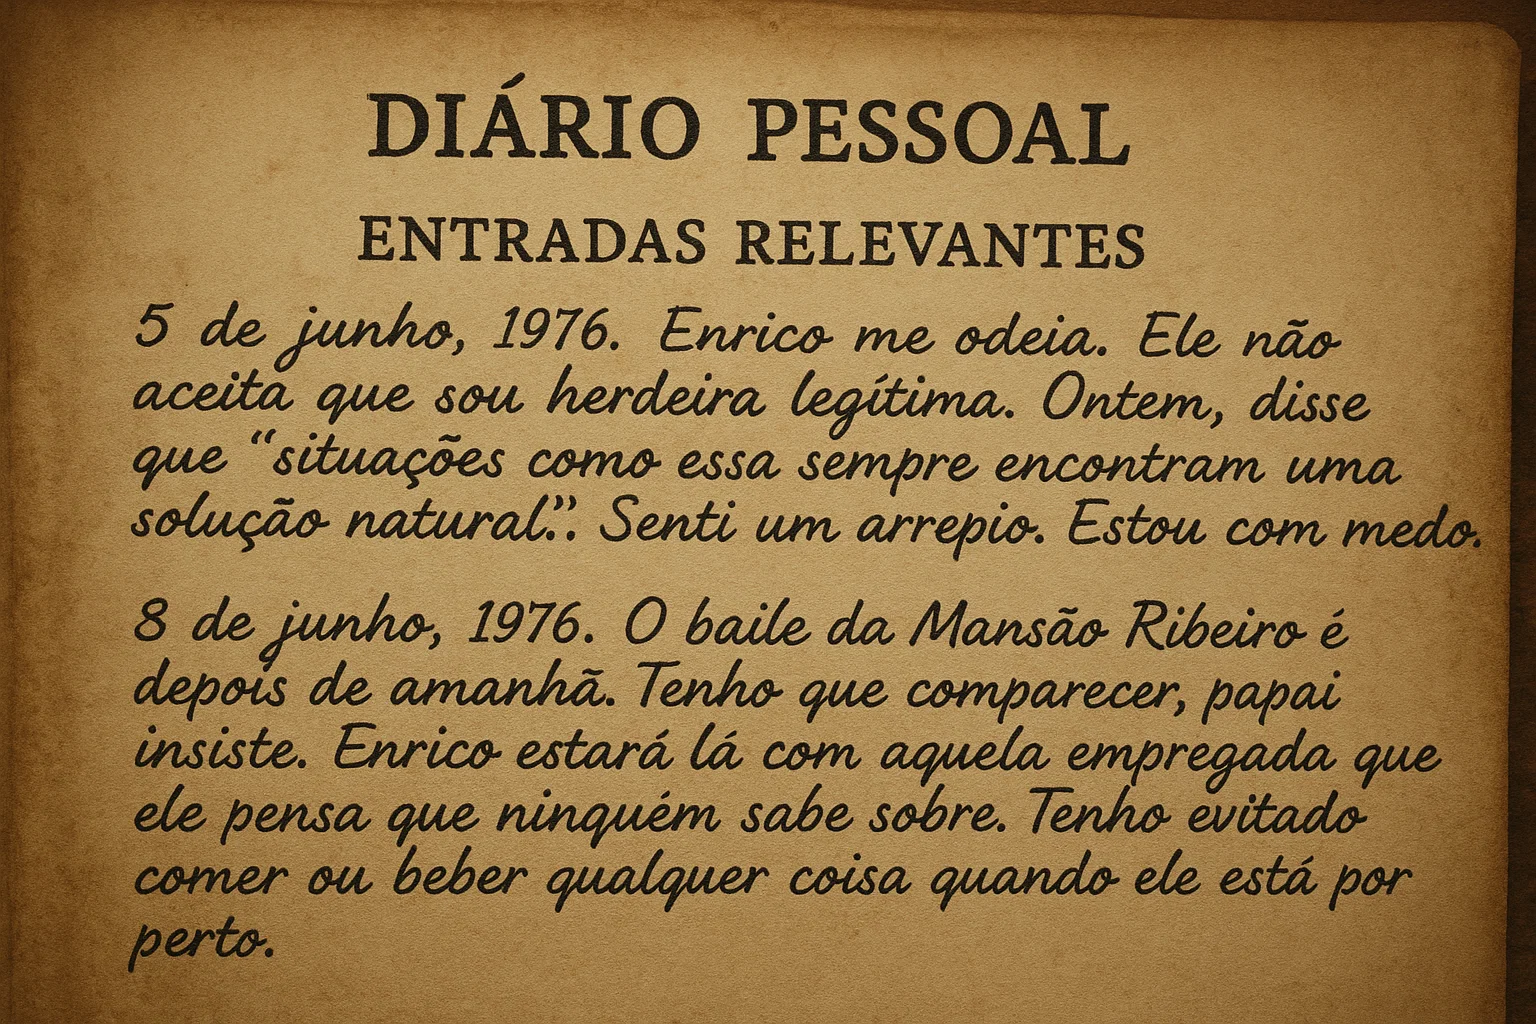 DIÁRIO PESSOAL
ENTRADAS RELEVANTES
5 de junho, 1976. Enrico me odeia. Ele não
aceita que sou herdeira legítima. Ontem, disse
que “situações como essa sempre encontram uma
solução natural.”. Senti um arrepio. Estou com medo.
8 de junho, 1976. O baile da Mansão Ribeiro é
depois de amanhã. Tenho que comparecer, papai
insiste. Enrico estará lá com aquela empregada que
ele pensa que ninguém sabe sobre. Tenho evitado
comer ou beber qualquer coisa quando ele está por
perto.